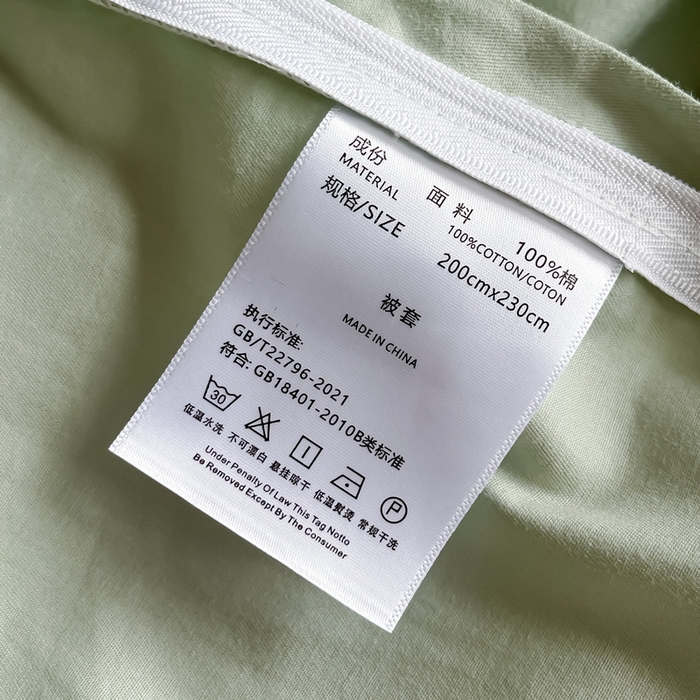 成份 面料 100%棉
MATERIAL 100%COTTON/COTON
规格/SIZE 200cmx230cm
被套
MADE IN CHINA
执行标准:
GB/T22796-2021
符合: GB18401-2010B类标准
30 P
低温水洗 不可漂白 悬挂晾干 低温熨烫 常规干洗
Under Penalty Of Law This Tag Notto
Be Removed Except By The Consumer